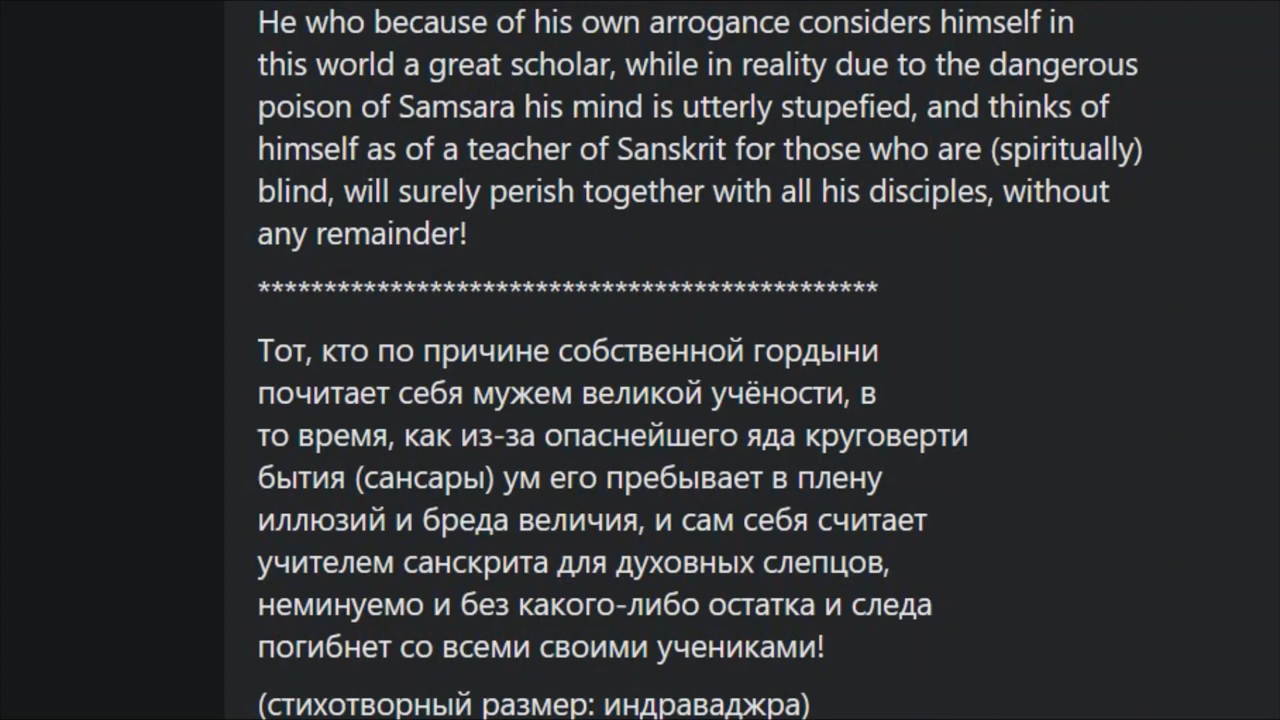 He who because of his own arrogance considers himself in
this world a great scholar, while in reality due to the dangerous
poison of Samsara his mind is utterly stupefied, and thinks of
himself as of a teacher of Sanskrit for those who are (spiritually)
blind, will surely perish together with all his disciples, without
any remainder!
***********************************************
Тот, кто по причине собственной гордыни
почитает себя мужем великой учёности, в
то время, как из-за опаснейшего яда круговерти
бытия (сансары) ум его пребывает в плену
иллюзий и бреда величия, и сам себя считает
учителем санскрита для духовных слепцов,
неминуемо и без какого-либо остатка и следа
погибнет со всеми своими учениками!
(стихотворный размер: индраваджра)